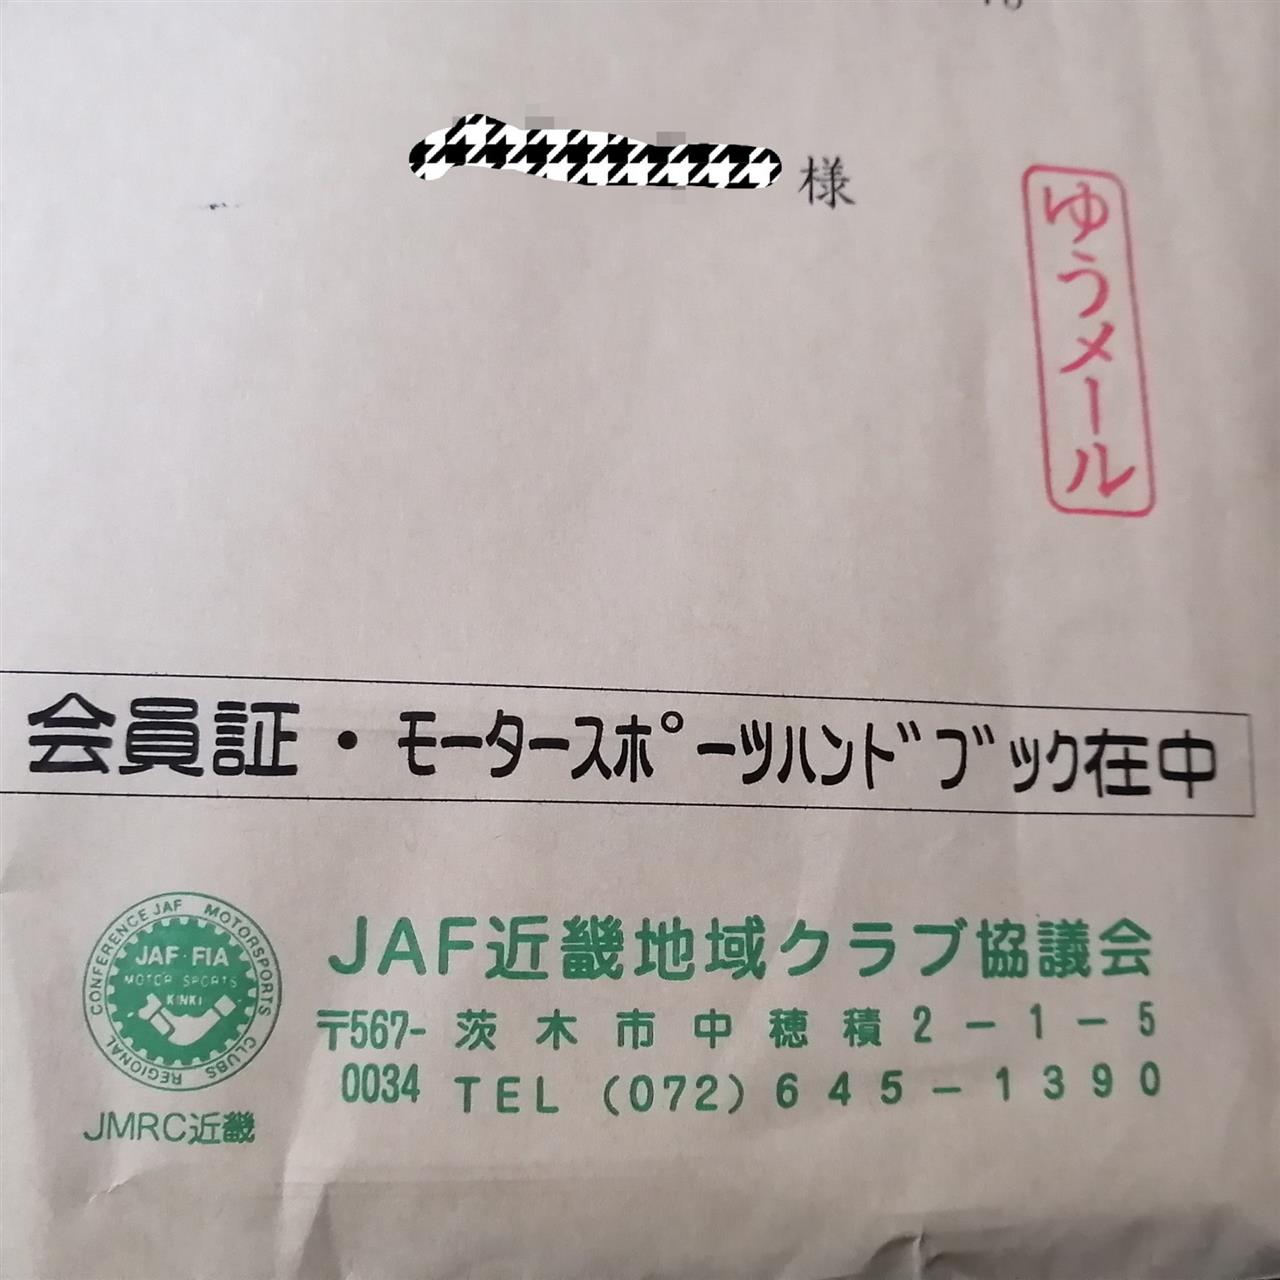 様
ゆうメール
会員証・モータースポーツハンドブック在中
CONFERENCE JAF MOTORSPORTS CLUBS REGIONAL
JAF・FIA
MOTOR SPORTS
KINKI
JMRC近畿
JAF近畿地域クラブ協議会
〒567-0034
茨木市中穂積2-1-5
TEL (072) 645-1390